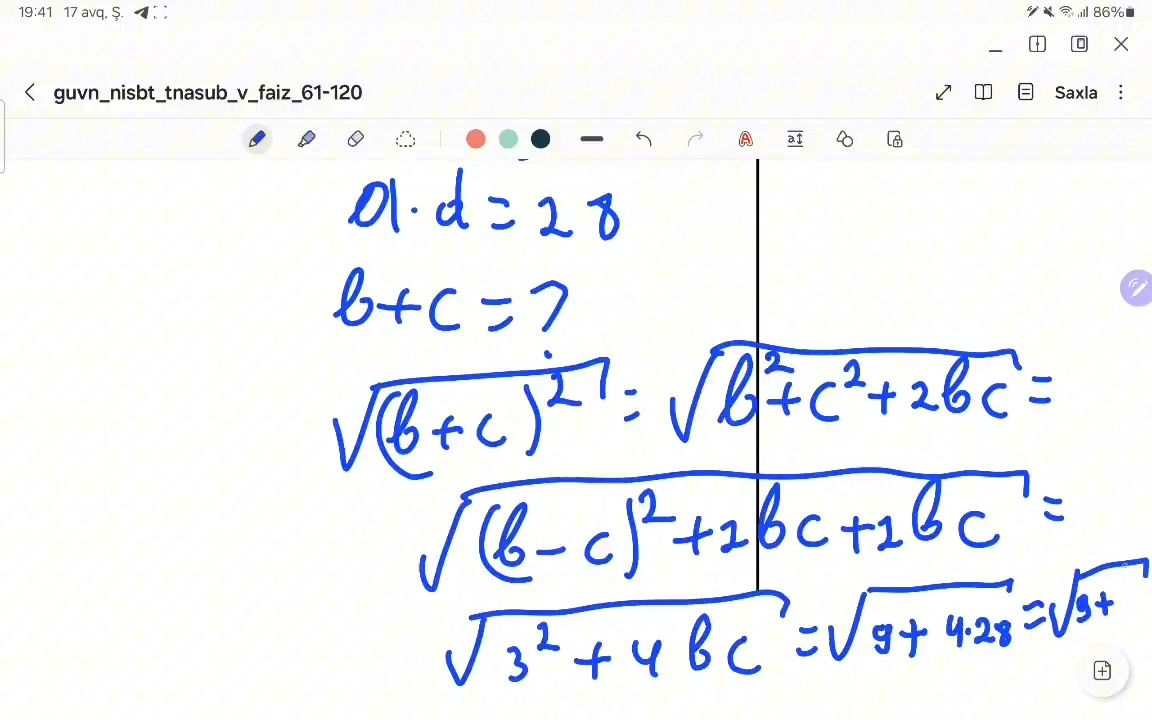 19:41 17 avq, Ş. 86%
guvn_nisbt_tnasub_v_faiz_61-120 Saxla
a·d=28
b+c=?
√(b+c)² = √b²+c²+2bc =
√(b-c)²+2bc+2bc =
√3²+4bc = √9+4·28 = √9+